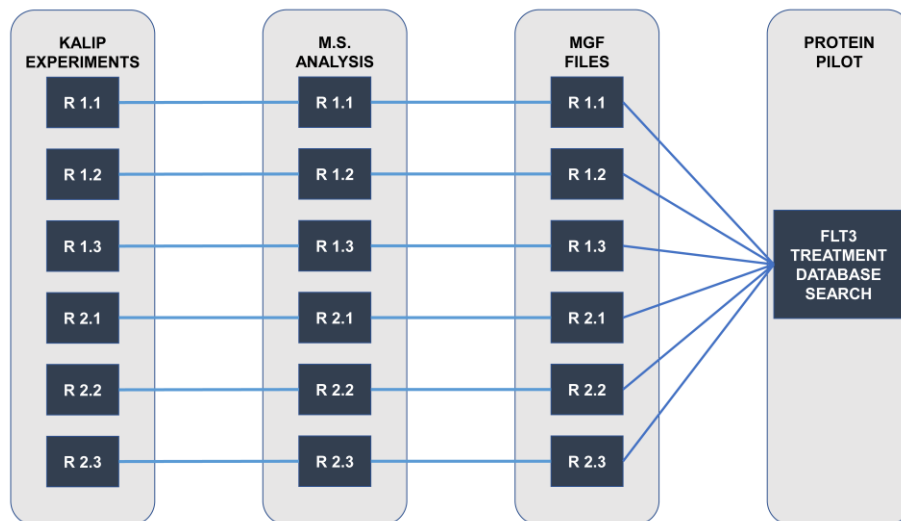 KALIP
EXPERIMENTS
R 1.1
R 1.2
R 1.3
R 2.1
R 2.2
R 2.3
M.S.
ANALYSIS
R 1.1
R 1.2
R 1.3
R 2.1
R 2.2
R 2.3
MGF
FILES
R 1.1
R 1.2
R 1.3
R 2.1
R 2.2
R 2.3
PROTEIN
PILOT
FLT3
TREATMENT
DATABASE
SEARCH